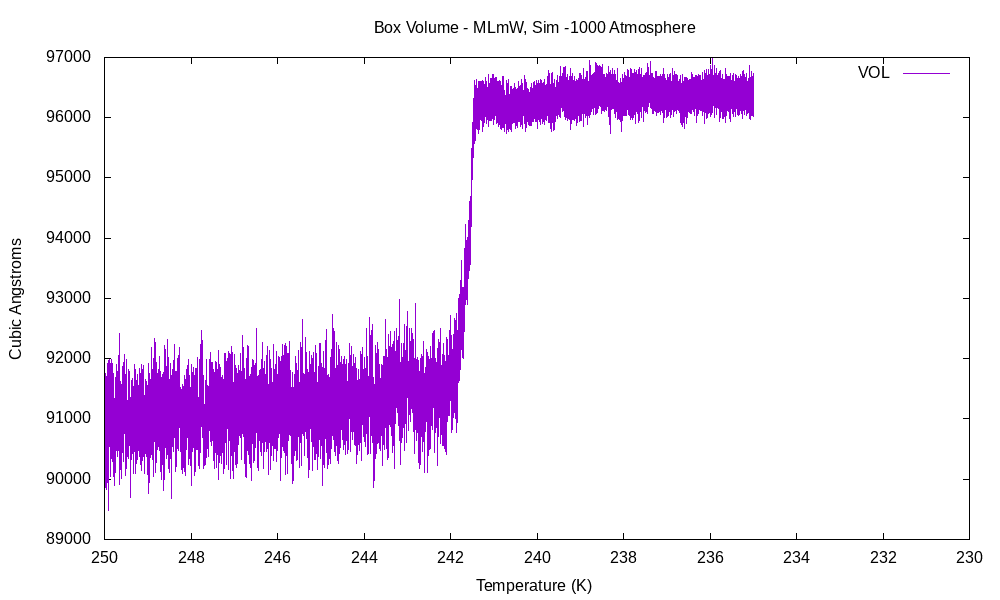 Box Volume - MLmW, Sim -1000 Atmosphere
97000
VOL
96000
95000
94000
93000
92000
91000
90000
89000
Cubic Angstroms
250 248 246 244 242 240 238 236 234 232 230
Temperature (K)